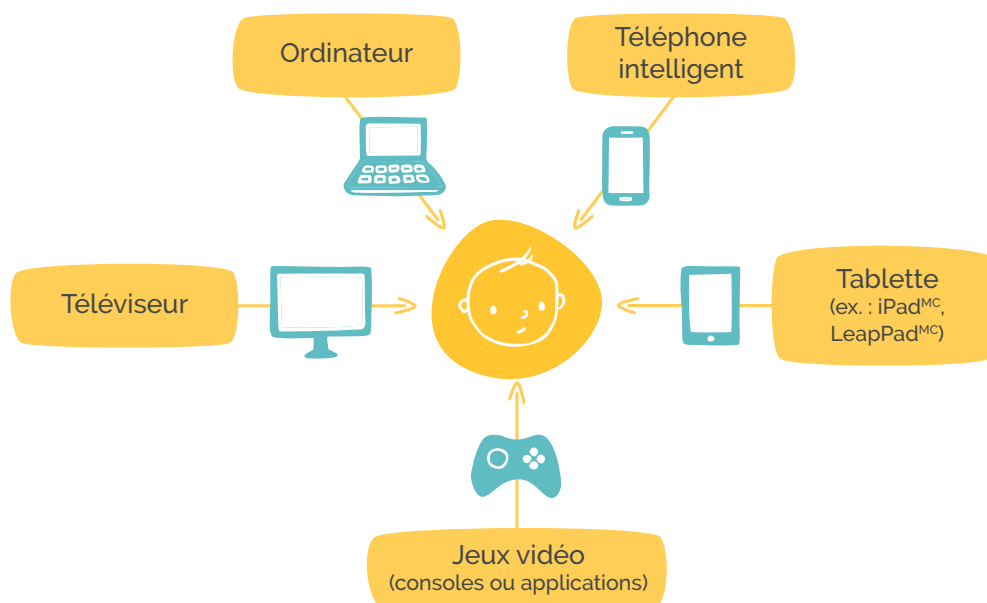 Ordinateur
Téléphone
intelligent
Téléviseur
Tablette
(ex. : iPadᴹᶜ,
LeapPadᴹᶜ)
Jeux vidéo
(consoles ou applications)